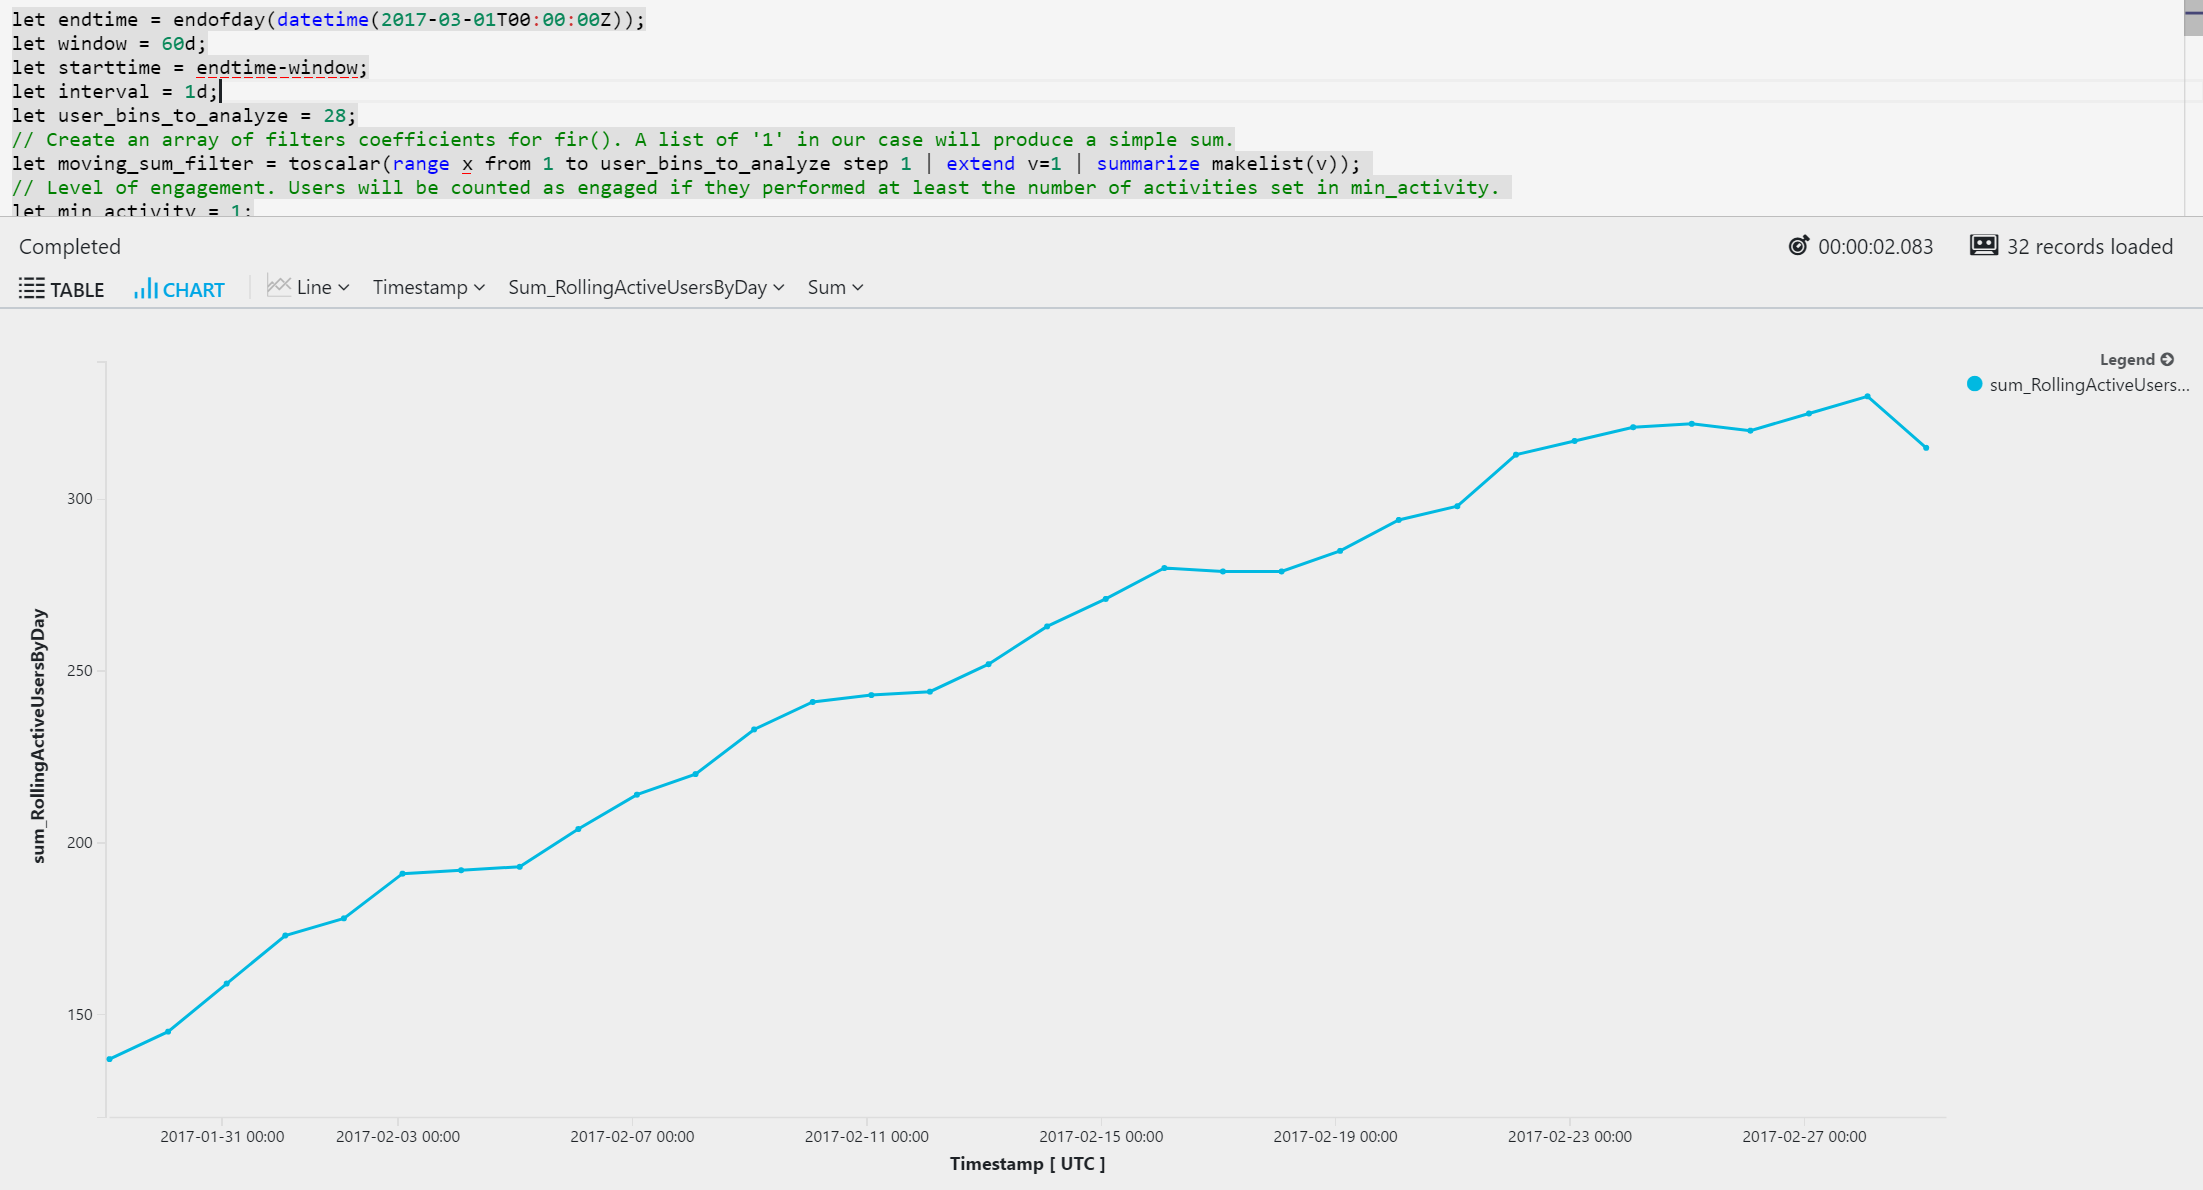 let endtime = endofday(datetime(2017-03-01T00:00:00Z));
let window = 60d;
let starttime = endtime-window;
let interval = 1d;
let user_bins_to_analyze = 28;
// Create an array of filters coefficients for fir(). A list of '1' in our case will produce a simple sum.
let moving_sum_filter = toscalar(range x from 1 to user_bins_to_analyze step 1 | extend v=1 | summarize makelist(v));
// Level of engagement. Users will be counted as engaged if they performed at least the number of activities set in min_activity.
let min_activity = 1;
Completed
00:00:02.083
32 records loaded
TABLE
CHART
Line
Timestamp
Sum_RollingActiveUsersByDay
Sum
Legend
sum_RollingActiveUsers...
sum_RollingActiveUsersByDay
300
250
200
150
2017-01-31 00:00
2017-02-03 00:00
2017-02-07 00:00
2017-02-11 00:00
2017-02-15 00:00
2017-02-19 00:00
2017-02-23 00:00
2017-02-27 00:00
Timestamp [ UTC ]